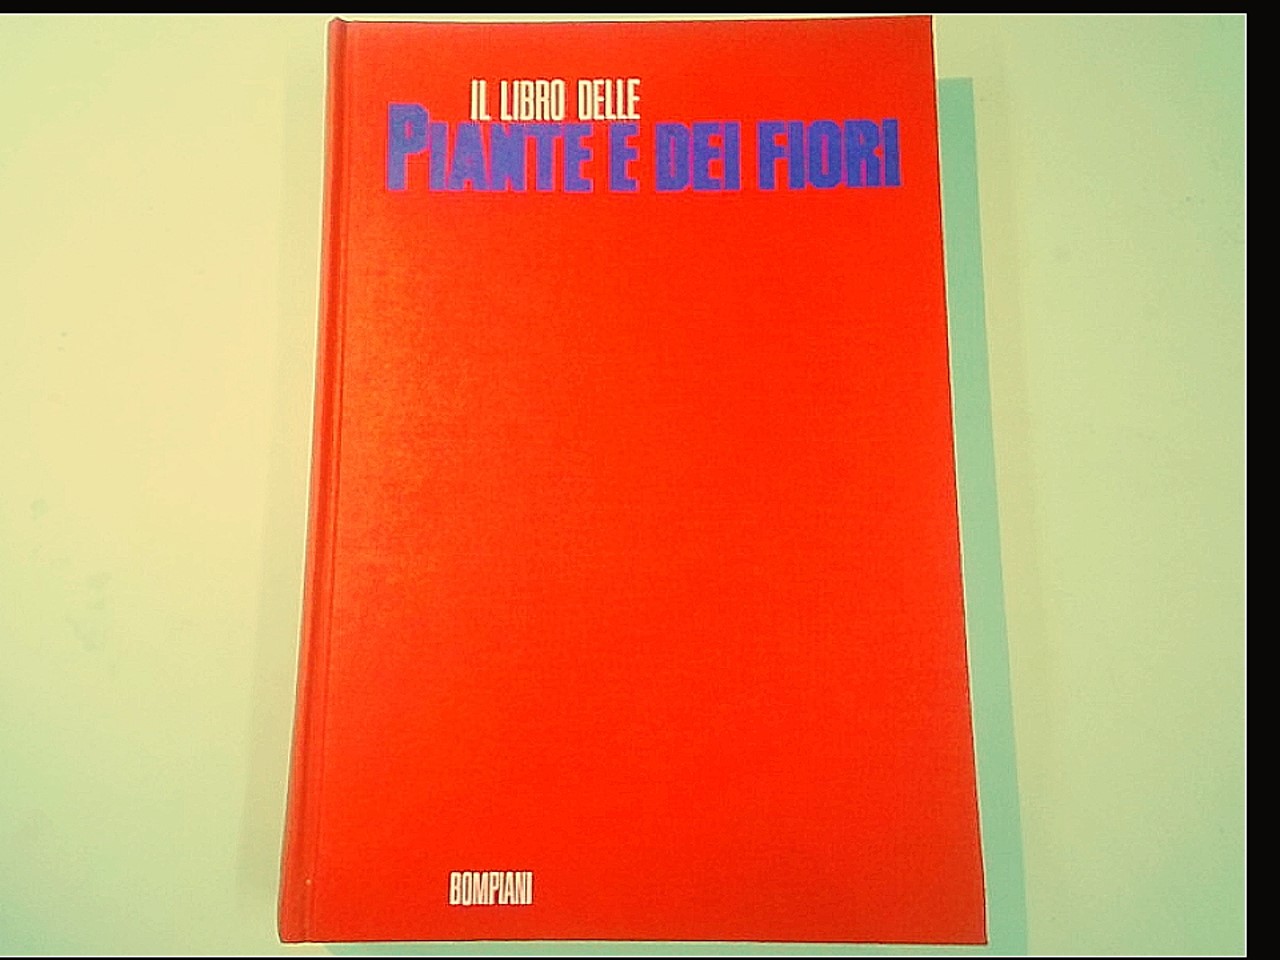 IL LIBRO DELLE
PIANTE E DEI FIORI
BOMPIANI